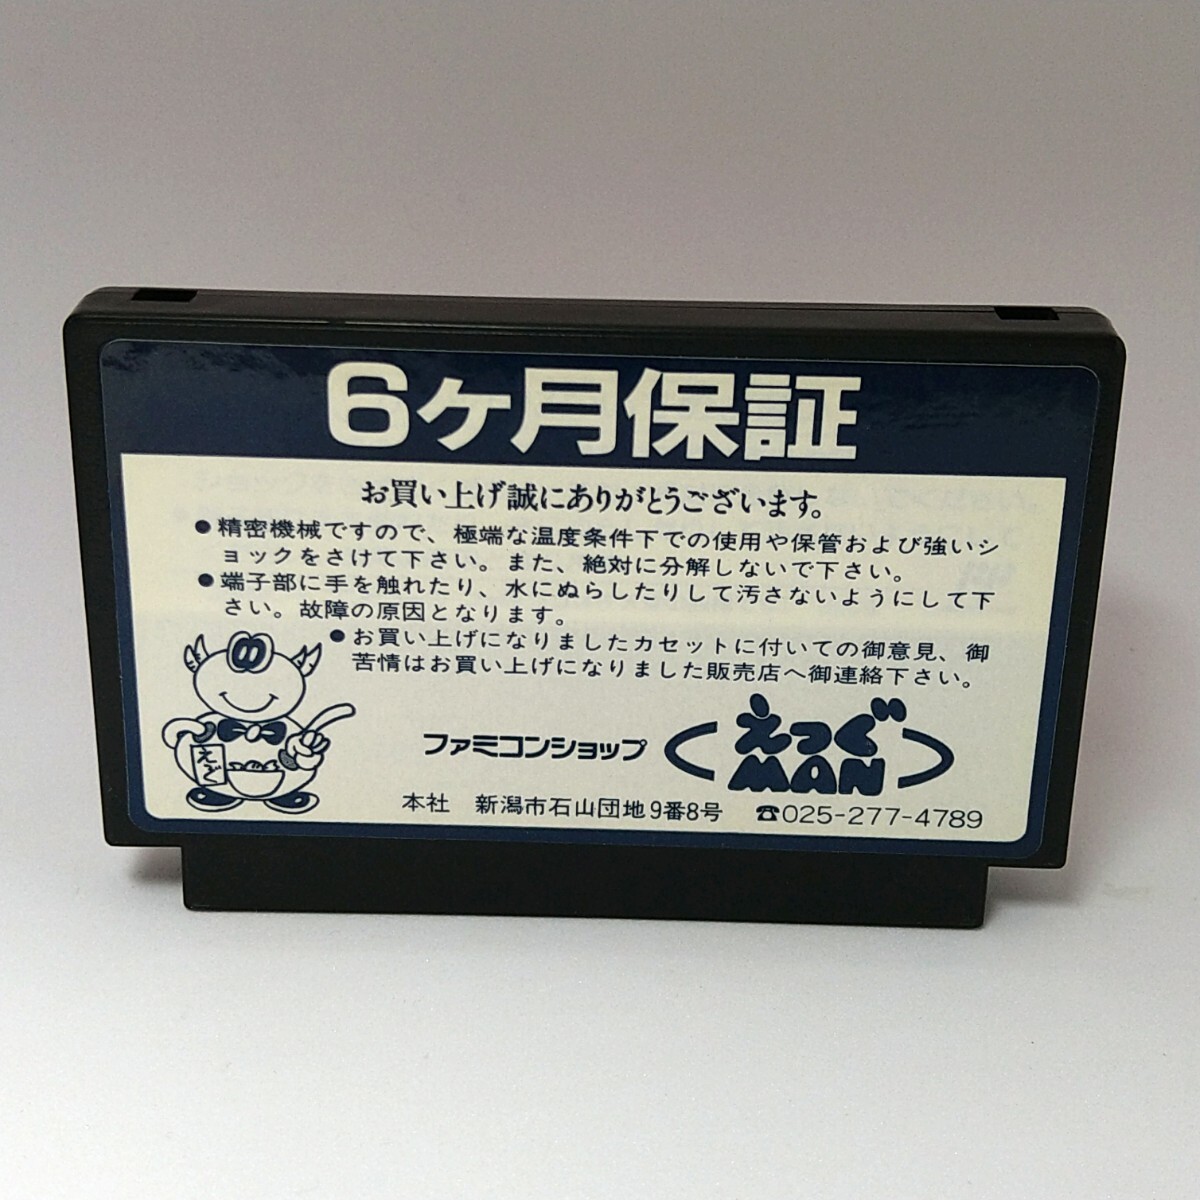 6ヶ月保証
お買い上げ誠にありがとうございます。
●精密機械ですので、極端な温度条件下での使用や保管および強いシ
ョックをさけて下さい。また、絶対に分解しないで下さい。
●端子部に手を触れたり、水にぬらしたりして汚さないようにして下
さい。故障の原因となります。
●お買い上げになりましたカセットに付いての御意見、御
苦情はお買い上げになりました販売店へ御連絡下さい。
ファミコンショップ
えっぐ
MAN
本社 新潟市石山団地9番8号 ☎025-277-4789